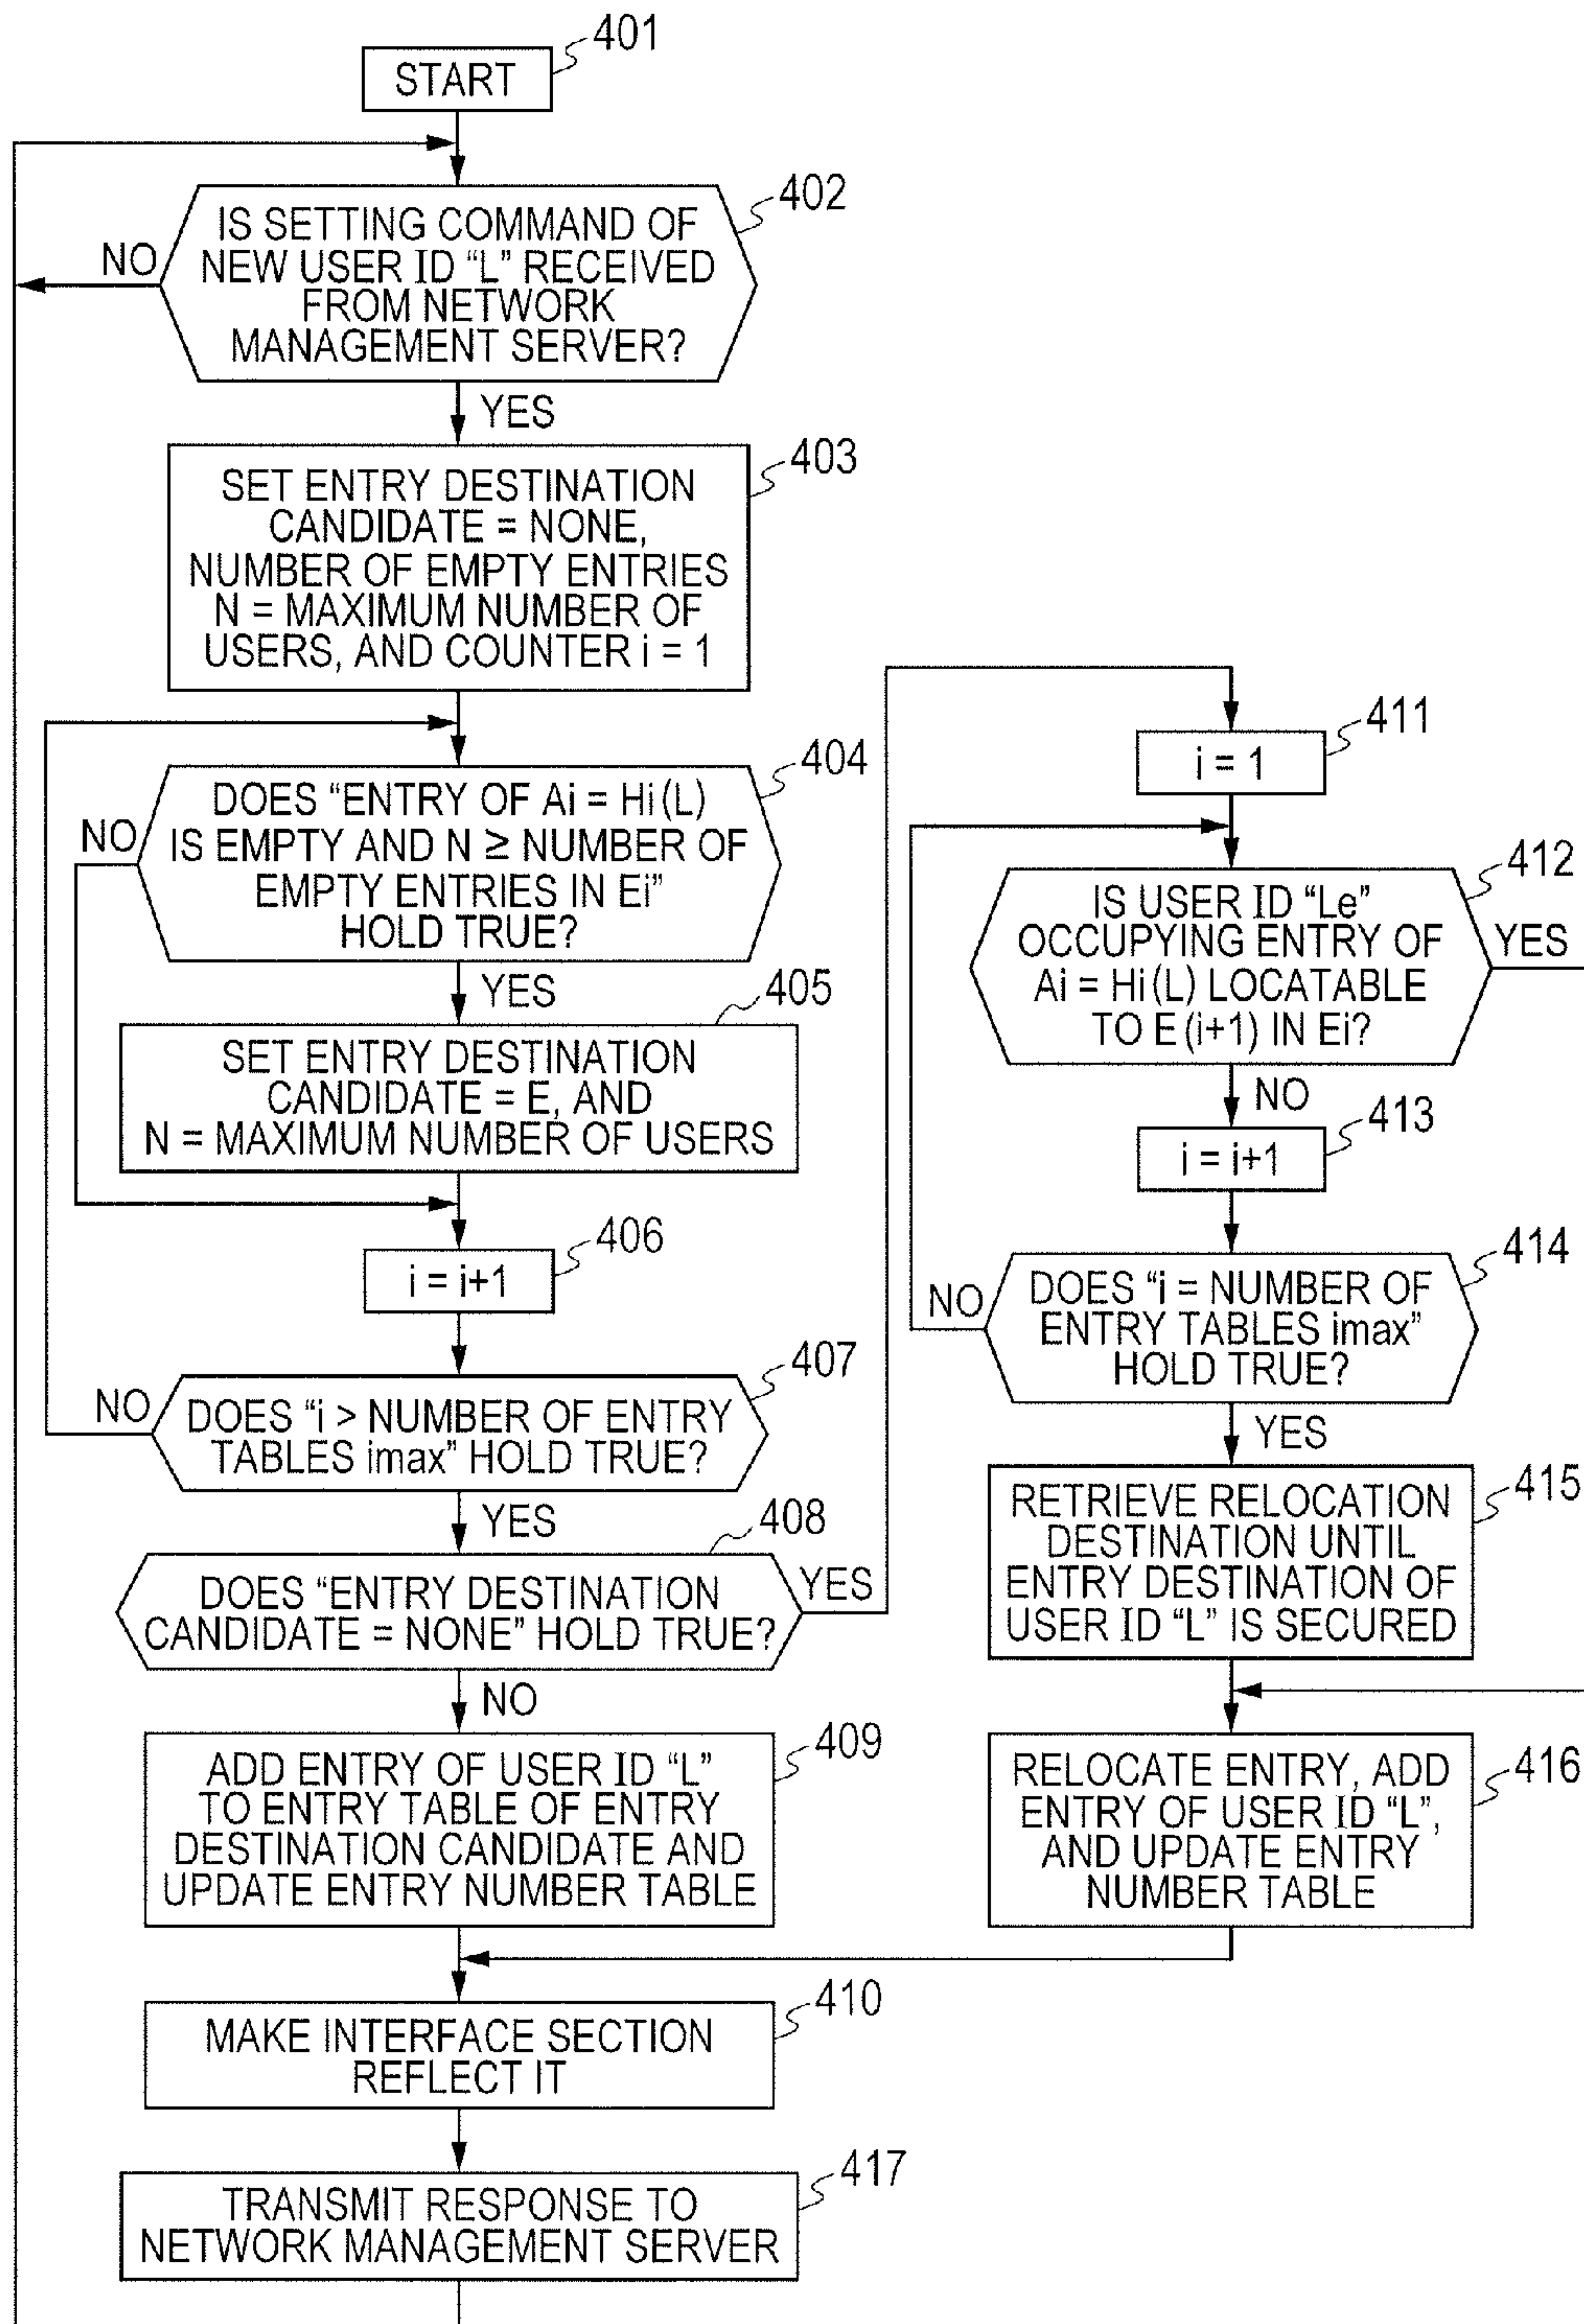 401
START
402
IS SETTING COMMAND OF
NEW USER ID "L" RECEIVED
FROM NETWORK
MANAGEMENT SERVER?
NO
YES
403
SET ENTRY DESTINATION
CANDIDATE = NONE,
NUMBER OF EMPTY ENTRIES
N = MAXIMUM NUMBER OF
USERS, AND COUNTER i = 1
404
DOES "ENTRY OF Ai = Hi(L)
IS EMPTY AND N ≥ NUMBER OF
EMPTY ENTRIES IN Ei"
HOLD TRUE?
NO
YES
405
SET ENTRY DESTINATION
CANDIDATE = E, AND
N = MAXIMUM NUMBER OF USERS
406
i = i+1
407
DOES "i > NUMBER OF ENTRY
TABLES imax" HOLD TRUE?
NO
YES
408
DOES "ENTRY DESTINATION
CANDIDATE = NONE" HOLD TRUE?
YES
NO
409
ADD ENTRY OF USER ID "L"
TO ENTRY TABLE OF ENTRY
DESTINATION CANDIDATE AND
UPDATE ENTRY NUMBER TABLE
410
MAKE INTERFACE SECTION
REFLECT IT
417
TRANSMIT RESPONSE TO
NETWORK MANAGEMENT SERVER
411
i = 1
412
IS USER ID "Le"
OCCUPYING ENTRY OF
Ai = Hi(L) LOCATABLE
TO E(i+1) IN Ei?
YES
NO
413
i = i+1
414
DOES "i = NUMBER OF
ENTRY TABLES imax"
HOLD TRUE?
NO
YES
415
RETRIEVE RELOCATION
DESTINATION UNTIL
ENTRY DESTINATION OF
USER ID "L" IS SECURED
416
RELOCATE ENTRY, ADD
ENTRY OF USER ID "L",
AND UPDATE ENTRY
NUMBER TABLE